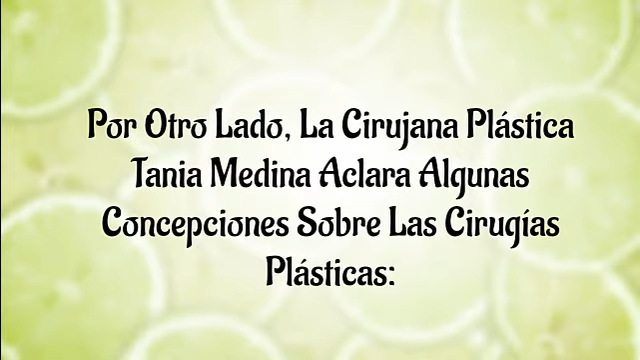 Por Otro Lado, La Cirujana Plástica
Tania Medina Aclara Algunas
Concepciones Sobre Las Cirugías
Plásticas: